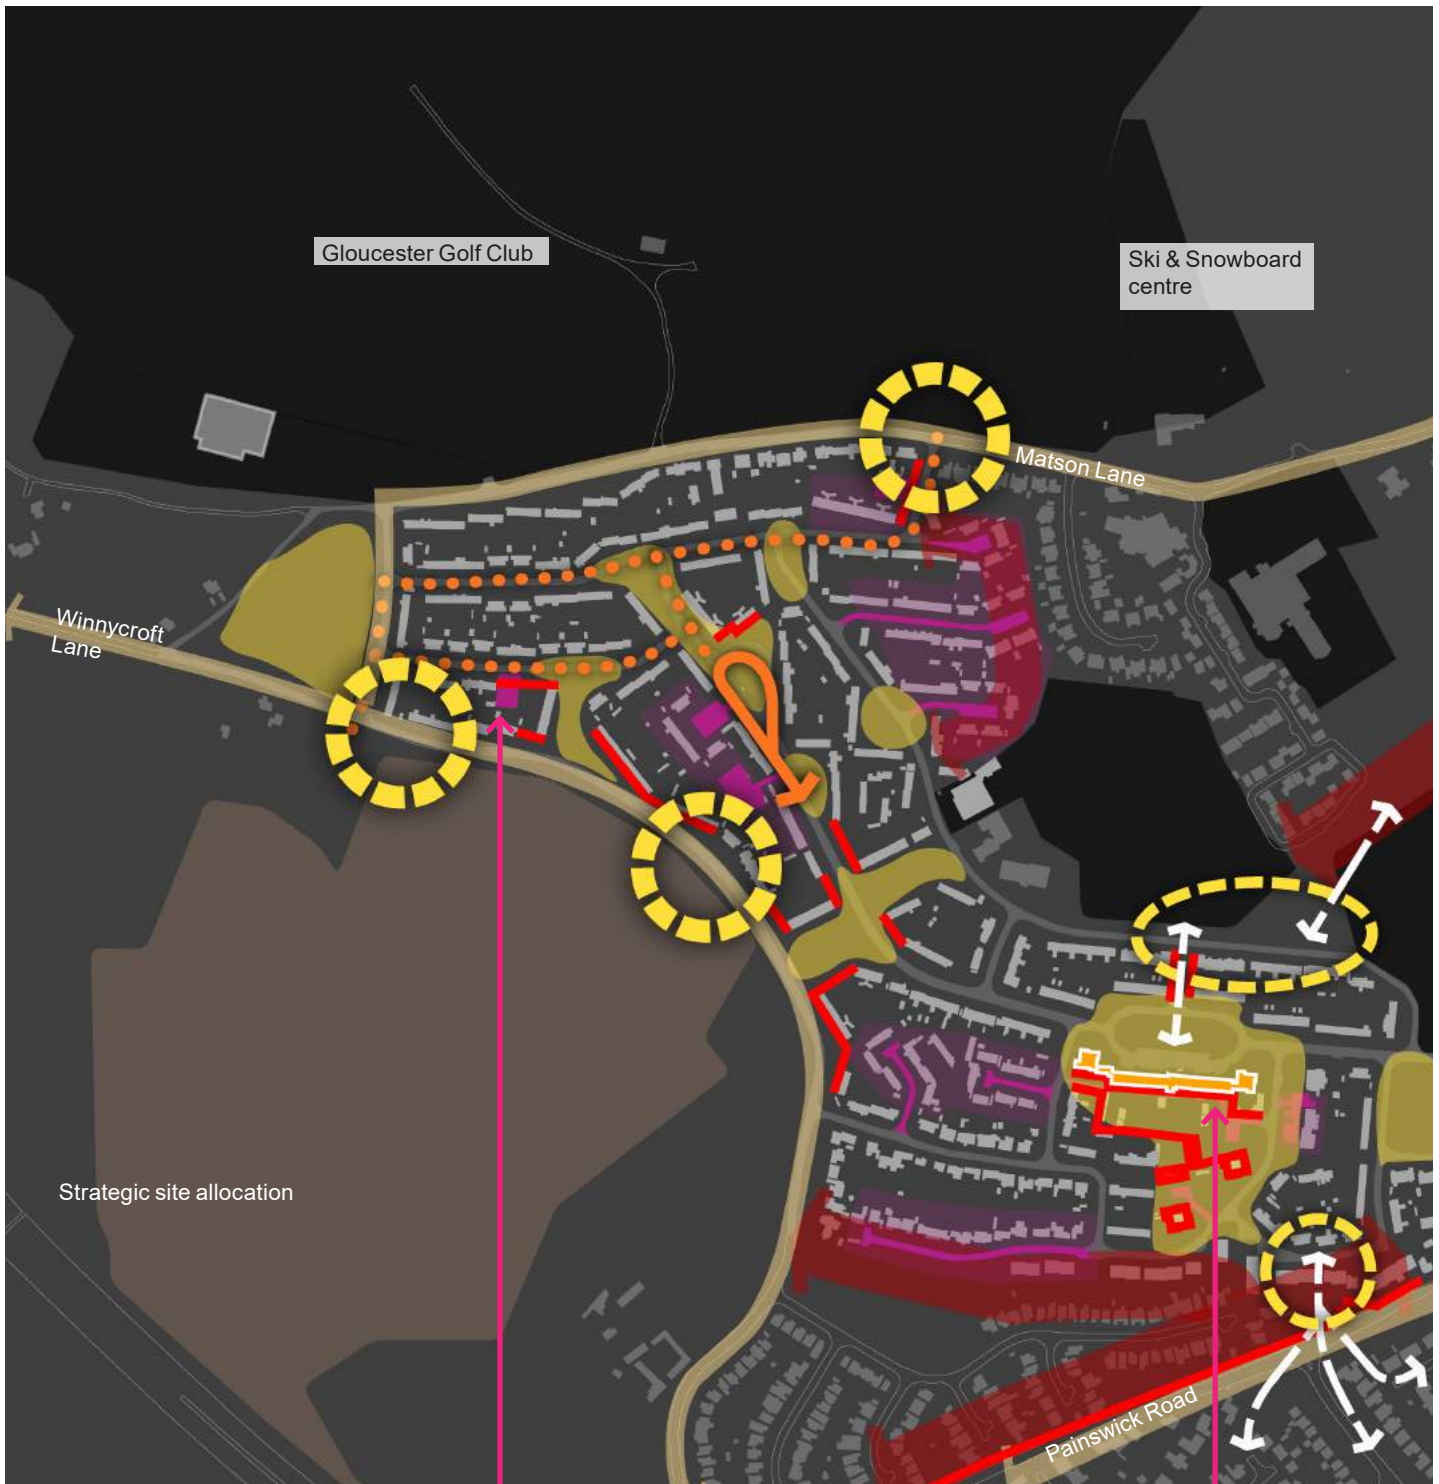 Gloucester Golf Club
Ski & Snowboard
centre
Matson Lane
Winnycroft
Lane
Strategic site allocation
Painswick Road